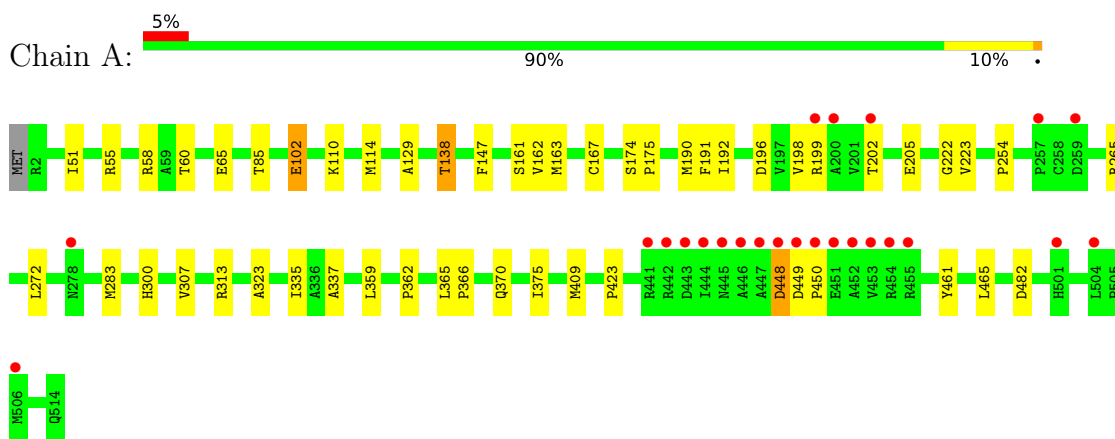 5%
Chain A:
90% 10% •
MET R2 I51 R55 R58 A59 T60 E65 T85 E102 K110 M114 A129 T138 F147 S161 V162 M163 C167 S174 P175 M190 F191 I192 D196 V197 V198 R199 A200 V201 T202 E205 G222 V223 P254 P257 C258 D259
L272 N278 M283 H300 V307 R313 A323 I335 A336 A337 L359 P362 L365 P366 Q370 I375 M409 P423 R441 R442 D443 I444 N445 A446 A447 D448 D449 P450 E451 A452 V453 R454 R455 Y461 L465 D482 H501 L504
M506 Q514